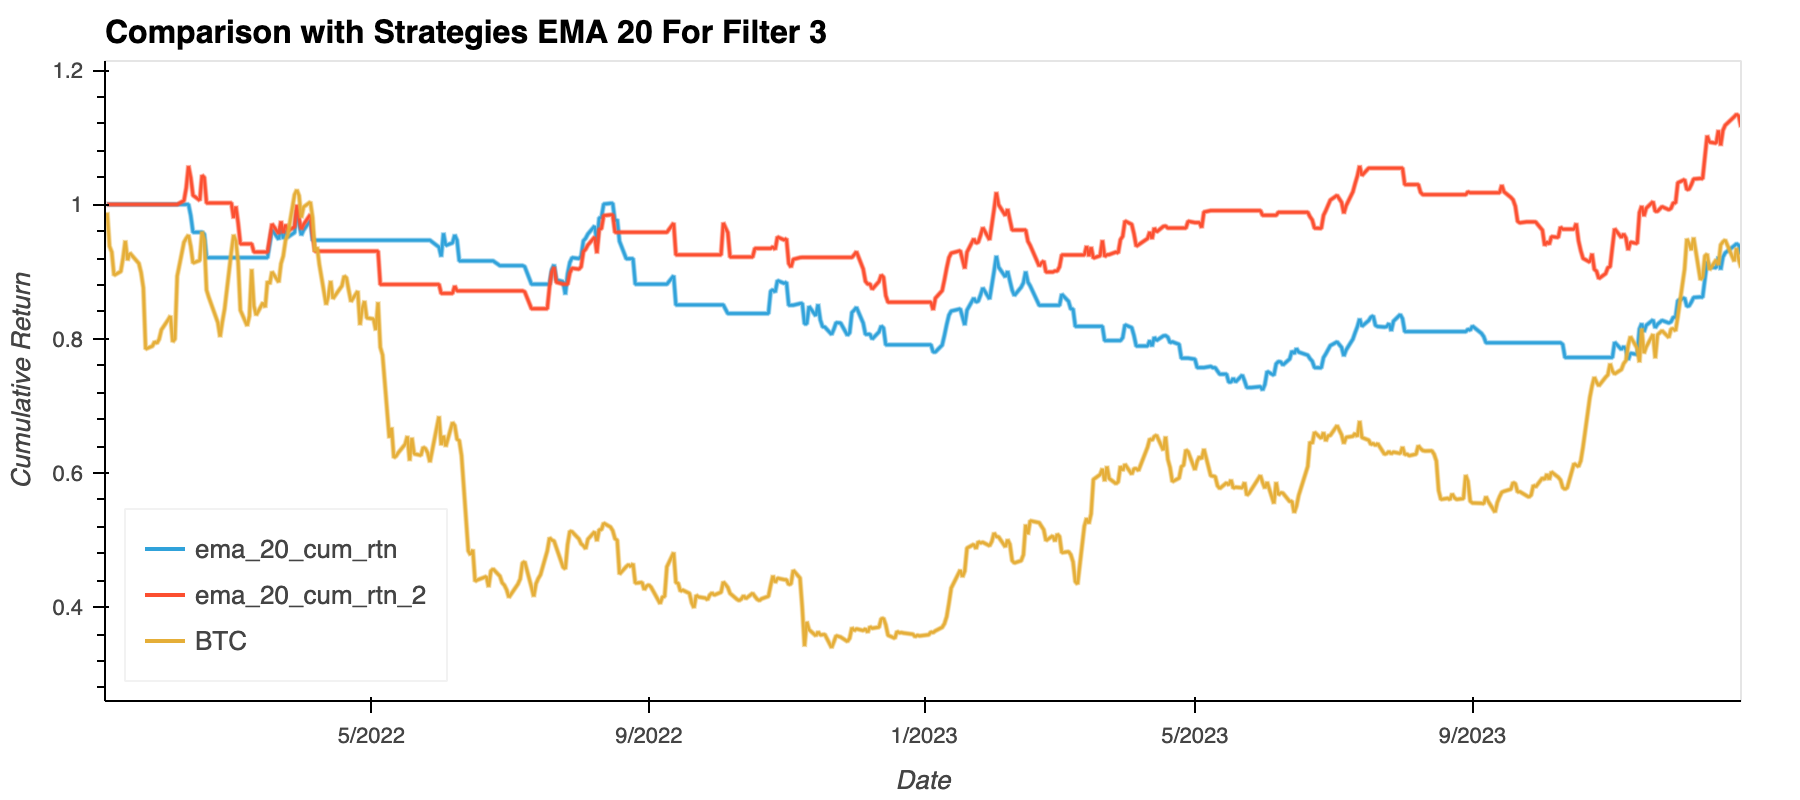 Comparison with Strategies EMA 20 For Filter 3
1.2
1
0.8
0.6
0.4
Cumulative Return
ema_20_cum_rtn
ema_20_cum_rtn_2
BTC
5/2022
9/2022
1/2023
5/2023
9/2023
Date